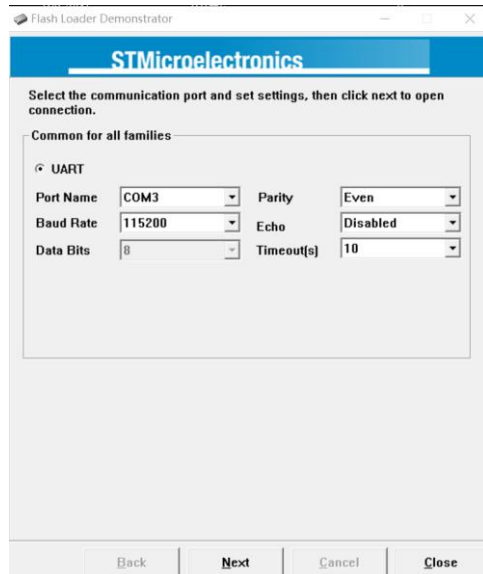 Flash Loader Demonstrator
STMicroelectronics
Select the communication port and set settings, then click next to open
connection.
Common for all families
UART
Port Name COM3 Parity Even
Baud Rate 115200 Echo Disabled
Data Bits 8 Timeout(s) 10
Back Next Cancel Close